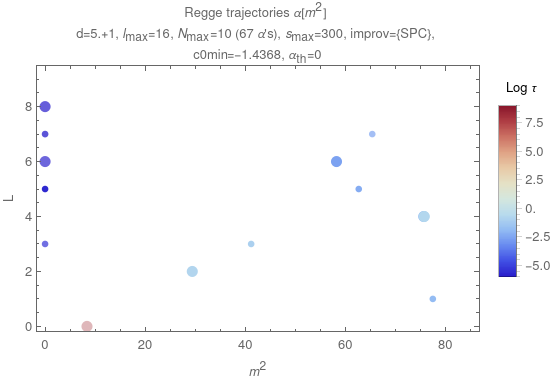 Regge trajectories α[m²]
d=5.+1, lmax=16, Nmax=10 (67 α's), smax=300, improv={SPC},
c0min=−1.4368, αth=0
Log τ
7.5
5.0
2.5
0.
−2.5
−5.0
L
8
6
4
2
0
0 20 40 60 80
m²